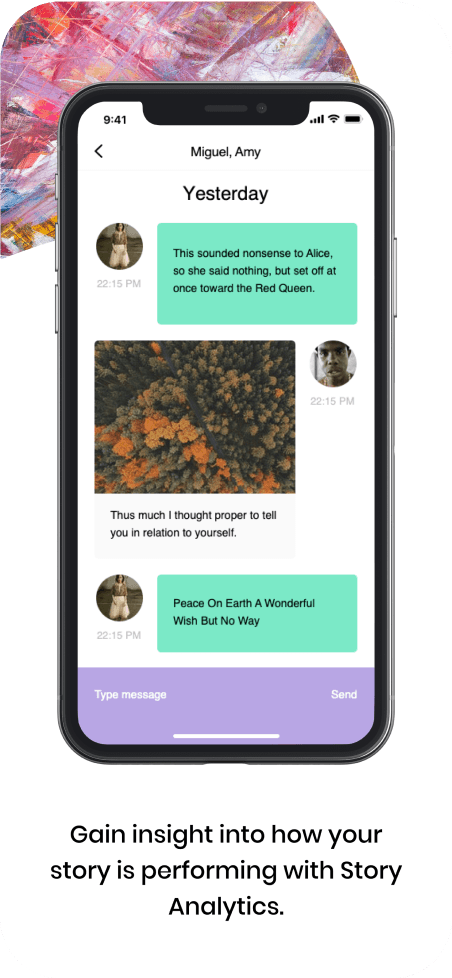 9:41
Miguel, Amy
Yesterday
This sounded nonsense to Alice,
so she said nothing, but set off at
once toward the Red Queen.
22:15 PM
22:15 PM
Thus much I thought proper to tell
you in relation to yourself.
Peace On Earth A Wonderful
Wish But No Way
22:15 PM
Type message
Send
Gain insight into how your
story is performing with Story
Analytics.